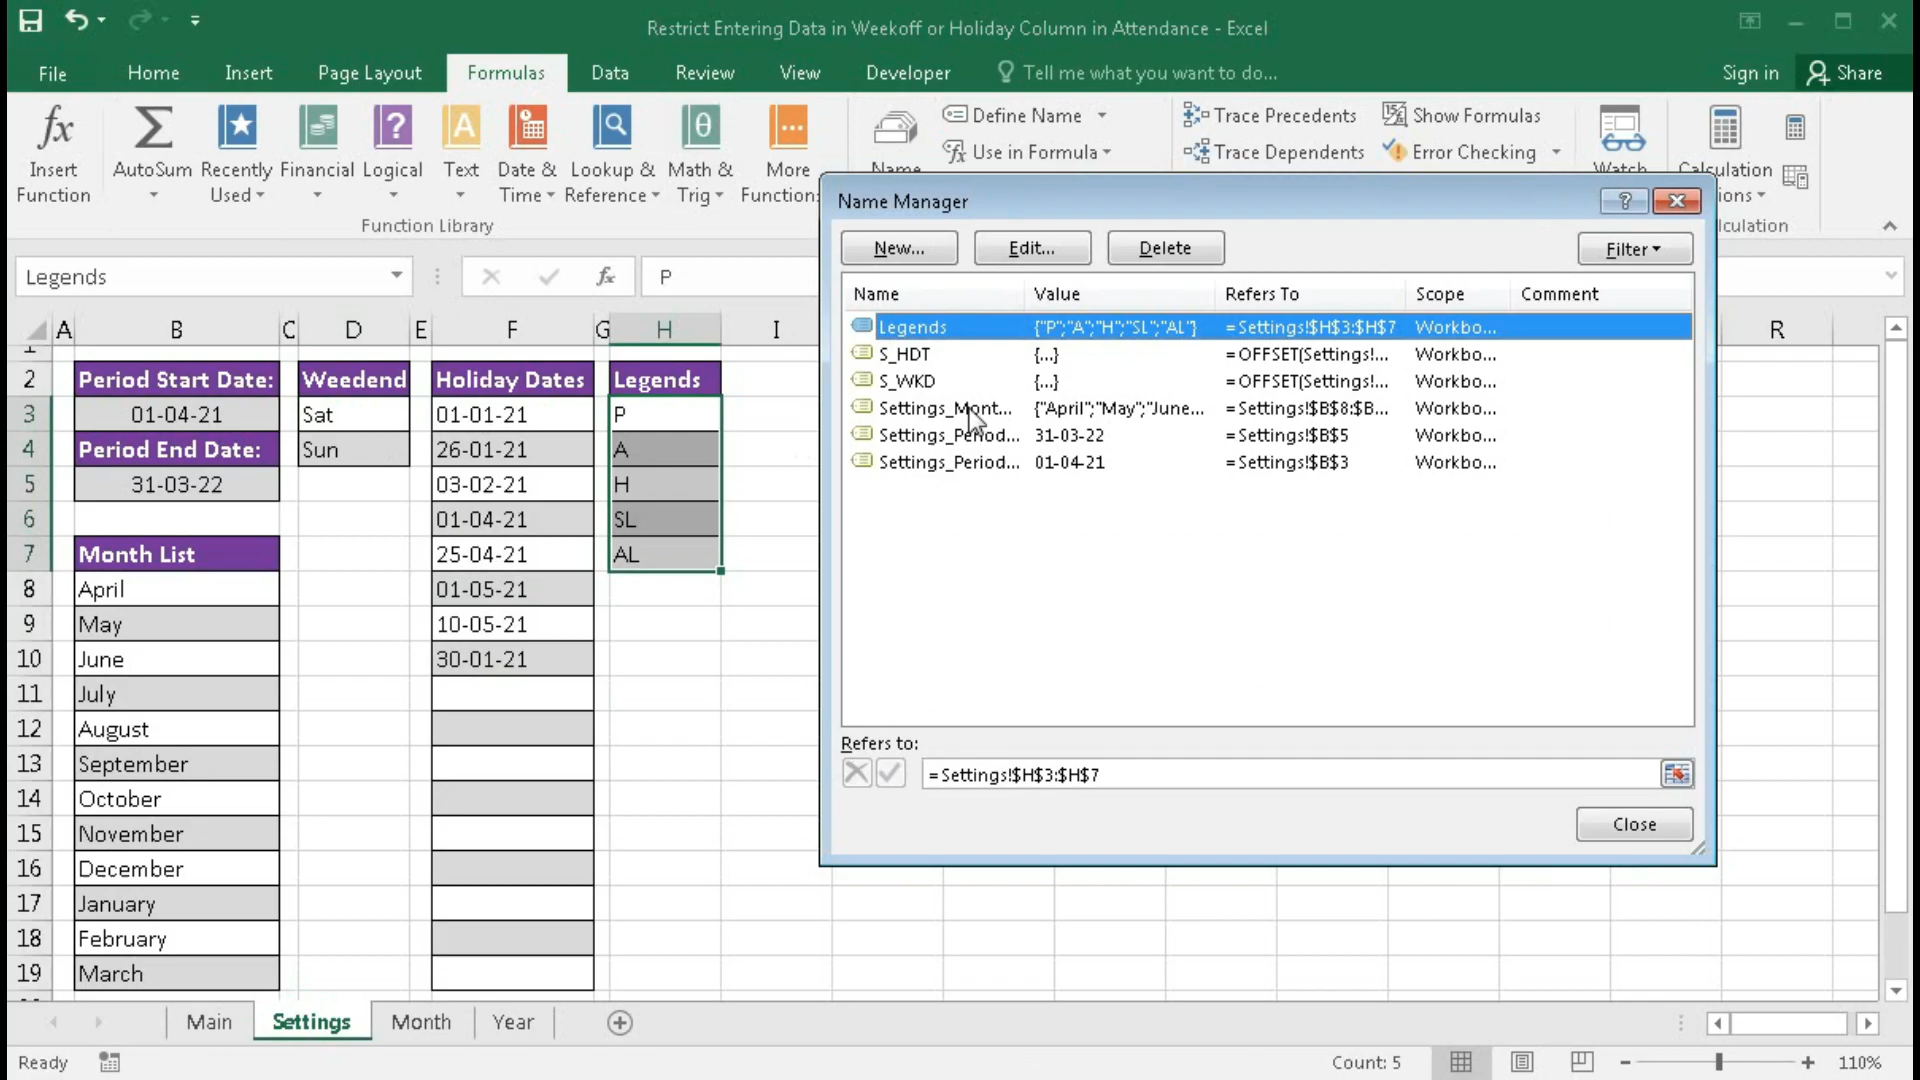 Restrict Entering Data in Weekoff or Holiday Column in Attendance - Excel
File Home Insert Page Layout Formulas Data Review View Developer Tell me what you want to do... Sign in Share
fx Σ ? A θ
Define Name Trace Precedents Show Formulas
Use in Formula Trace Dependents Error Checking
Insert Function
AutoSum
Recently Used
Financial
Logical
Text
Date & Time
Lookup & Reference
Math & Trig
More Function
Name
Watch
Calculation
ions
Function Library
lculation
Legends fx P
A B C D E F G H I R
1
2 Period Start Date: Weedend Holiday Dates Legends
3 01-04-21 Sat 01-01-21 P
4 Period End Date: Sun 26-01-21 A
5 31-03-22 03-02-21 H
6 01-04-21 SL
7 Month List 25-04-21 AL
8 April 01-05-21
9 May 10-05-21
10 June 30-01-21
11 July
12 August
13 September
14 October
15 November
16 December
17 January
18 February
19 March
Name Manager
New... Edit... Delete Filter
Name Value Refers To Scope Comment
Legends {"P";"A";"H";"SL";"AL"} =Settings!$H$3:$H$7 Workbo...
S_HDT {...} =OFFSET(Settings!... Workbo...
S_WKD {...} =OFFSET(Settings!... Workbo...
Settings_Mont... {"April";"May";"June... =Settings!$B$8:$B... Workbo...
Settings_Period... 31-03-22 =Settings!$B$5 Workbo...
Settings_Period... 01-04-21 =Settings!$B$3 Workbo...
Refers to:
=Settings!$H$3:$H$7
Close
Main Settings Month Year
Ready Count: 5 110%